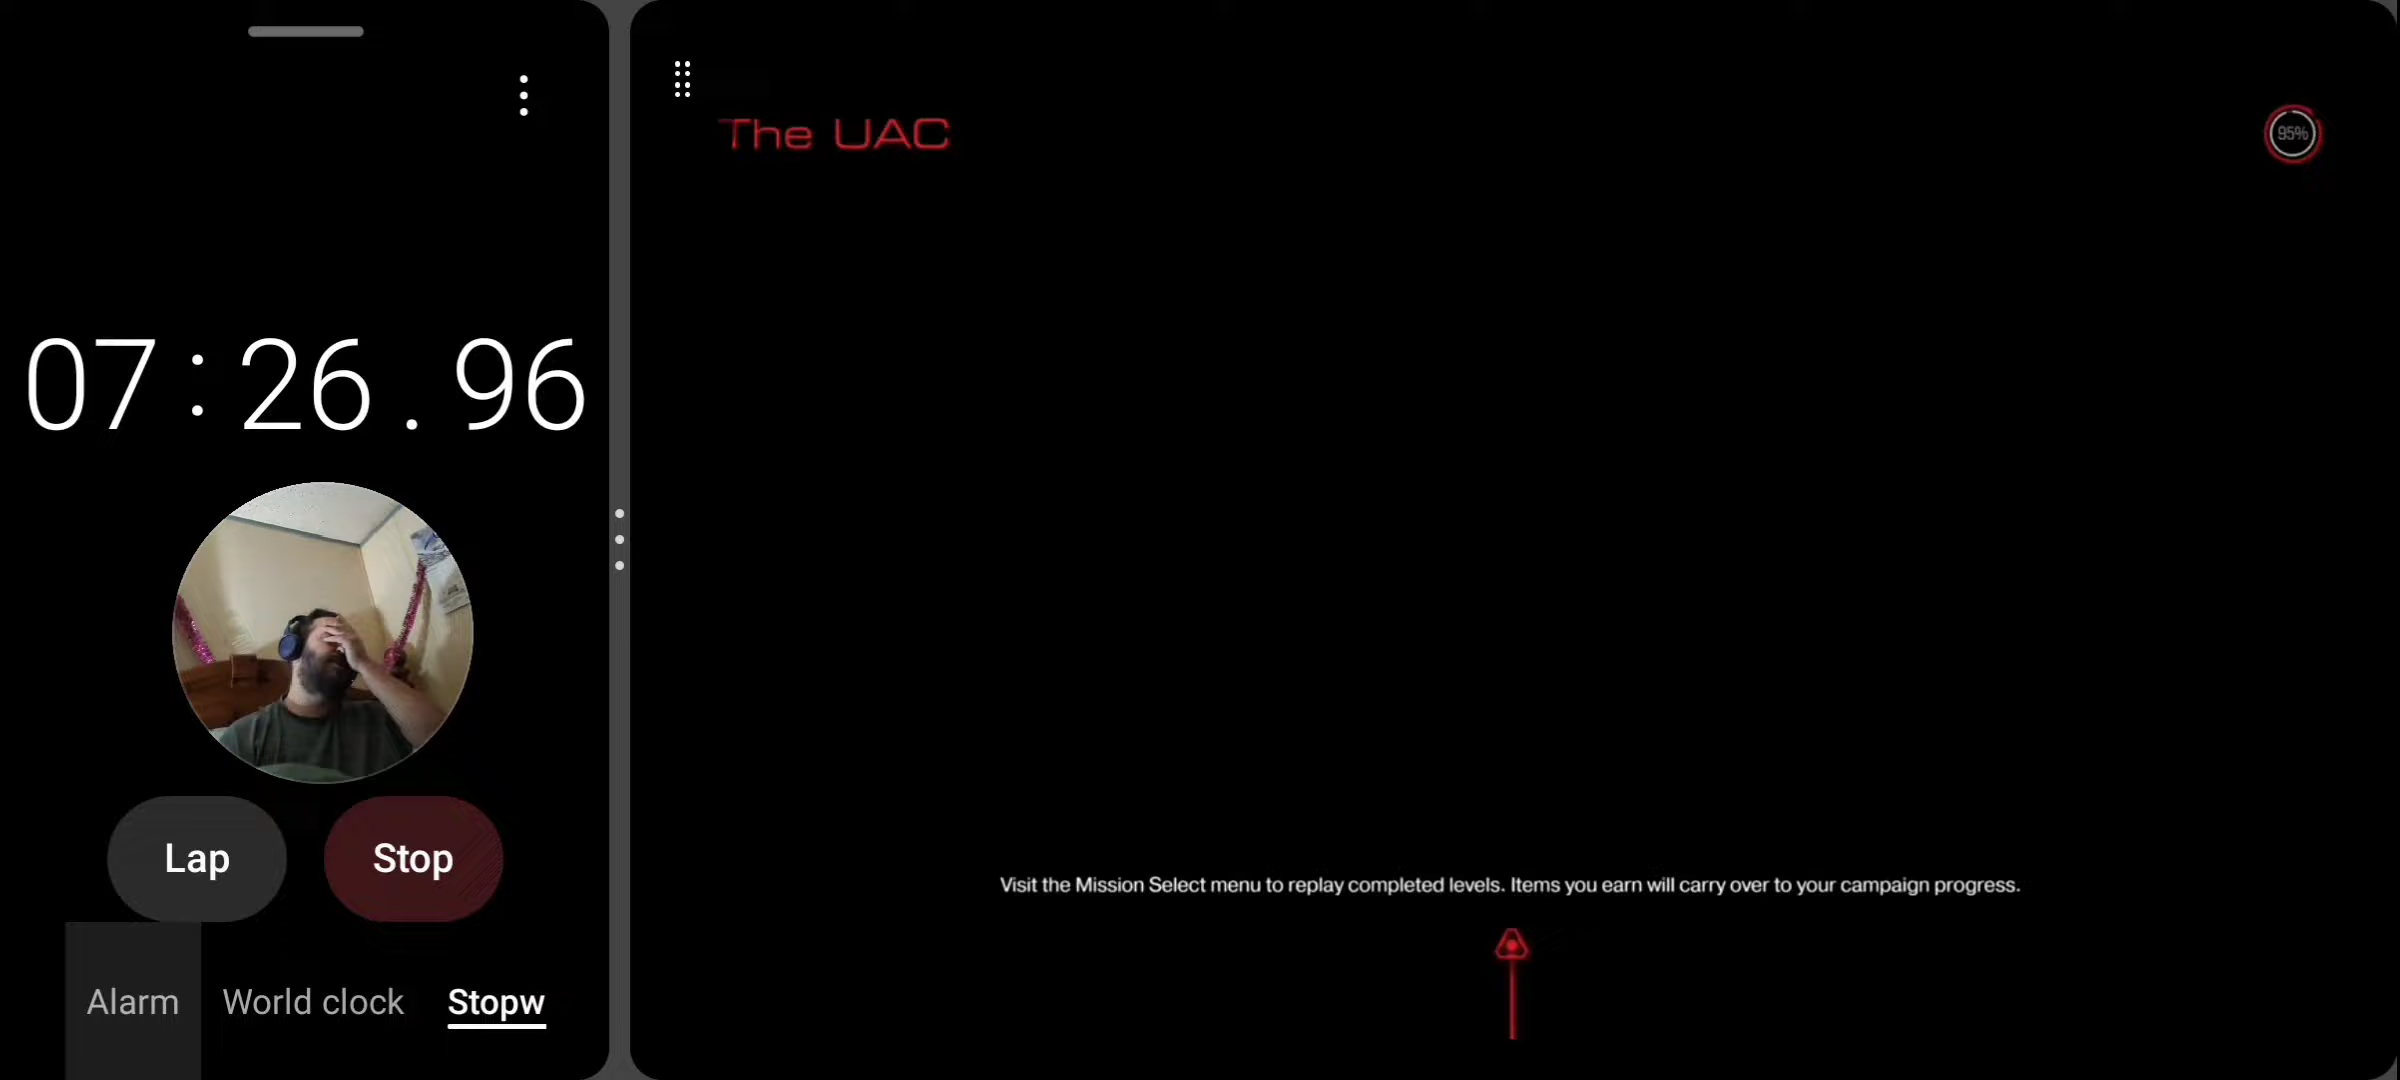 The UAC
95%
07:26.96
Lap
Stop
Visit the Mission Select menu to replay completed levels. Items you earn will carry over to your campaign progress.
Alarm
World clock
Stopw